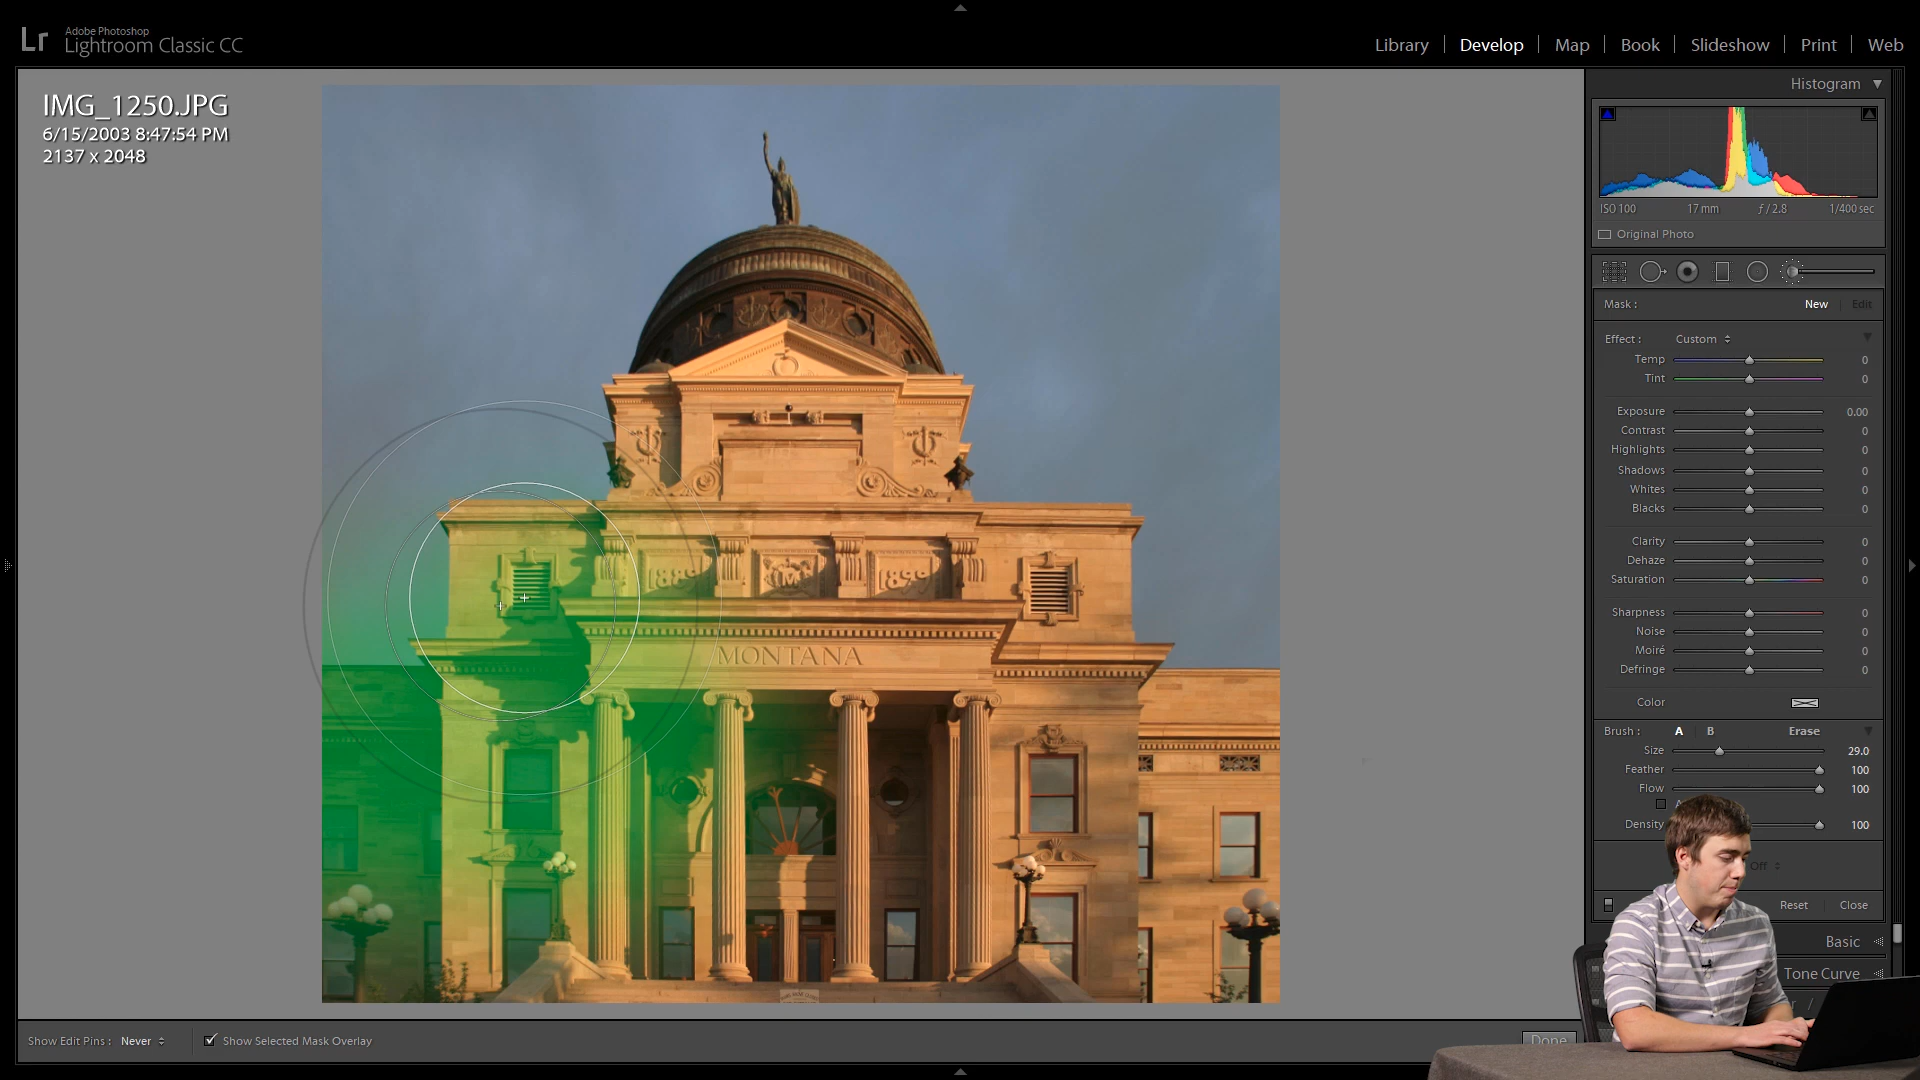 Lr
Adobe Photoshop
Lightroom Classic CC
Library
Develop
Map
Book
Slideshow
Print
Web
IMG_1250.JPG
6/15/2003 8:47:54 PM
2137 x 2048
1899
M
1899
MONTANA
Histogram
ISO 100 17 mm ƒ / 2.8 1/400 sec
Original Photo
Mask : New Edit
Effect : Custom
Temp 0
Tint 0
Exposure 0.00
Contrast 0
Highlights 0
Shadows 0
Whites 0
Blacks 0
Clarity 0
Dehaze 0
Saturation 0
Sharpness 0
Noise 0
Moiré 0
Defringe 0
Color
Brush : A B Erase
Size 29.0
Feather 100
Flow 100
Density 100
Off
Reset Close
Basic
Tone Curve
Show Edit Pins : Never
Show Selected Mask Overlay
Done